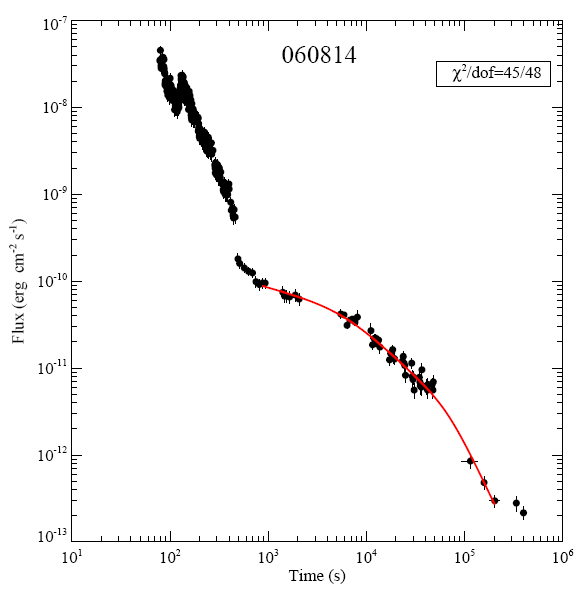 060814
χ²/dof=45/48
Flux (erg cm⁻² s⁻¹)
10⁻⁷
10⁻⁸
10⁻⁹
10⁻¹⁰
10⁻¹¹
10⁻¹²
10⁻¹³
10¹ 10² 10³ 10⁴ 10⁵ 10⁶
Time (s)